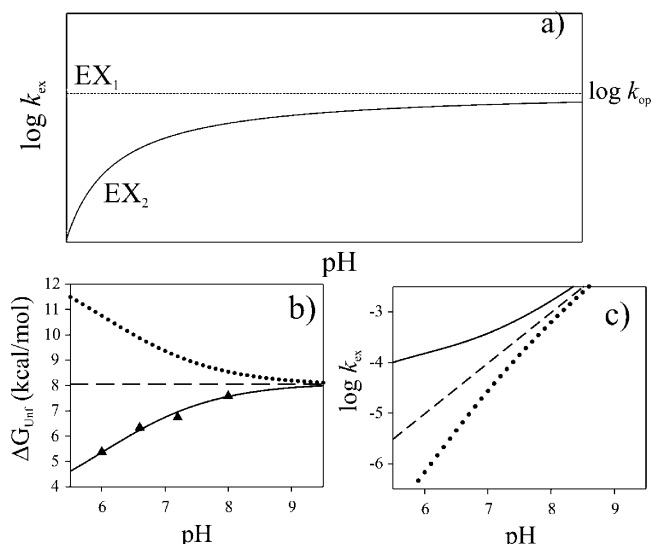 a)
EX₁
log kₑₓ
log kₒₚ
EX₂
pH
b)
12
11
10
9
8
7
6
5
4
ΔG_Unf (kcal/mol)
6 7 8 9
pH
c)
-3
-4
-5
-6
log kₑₓ
6 7 8 9
pH